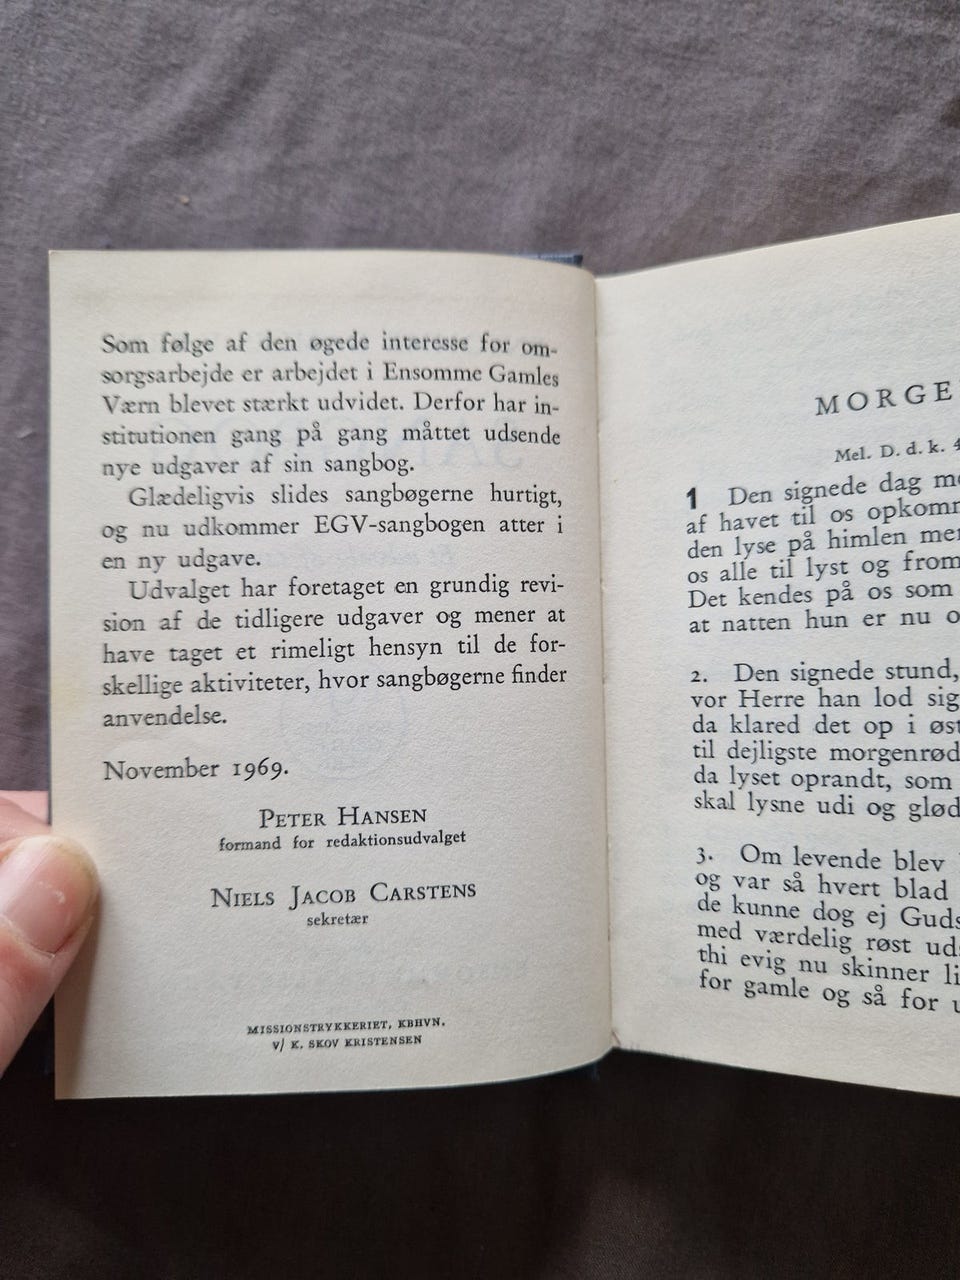 Som følge af den øgede interesse for om-
sorgsarbejde er arbejdet i Ensomme Gamles
Værn blevet stærkt udvidet. Derfor har in-
stitutionen gang på gang måttet udsende
nye udgaver af sin sangbog.
Glædeligvis slides sangbøgerne hurtigt,
og nu udkommer EGV-sangbogen atter i
en ny udgave.
Udvalget har foretaget en grundig revi-
sion af de tidligere udgaver og mener at
have taget et rimeligt hensyn til de for-
skellige aktiviteter, hvor sangbøgerne finder
anvendelse.
November 1969.
PETER HANSEN
formand for redaktionsudvalget
NIELS JACOB CARSTENS
sekretær
MISSIONSTRYKKERIET, KBHVN.
V/ K. SKOV KRISTENSEN
MORGE
Mel. D. d. k. 4
1 Den signede dag m
af havet til os opkom
den lyse på himlen mer
os alle til lyst og from
Det kendes på os som
at natten hun er nu o
2. Den signede stund,
vor Herre han lod sig
da klared det op i øst
til dejligste morgenrød
da lyset oprandt, som
skal lysne udi og glød
3. Om levende blev
og var så hvert blad
de kunne dog ej Guds
med værdelig røst ud
thi evig nu skinner li
for gamle og så for u